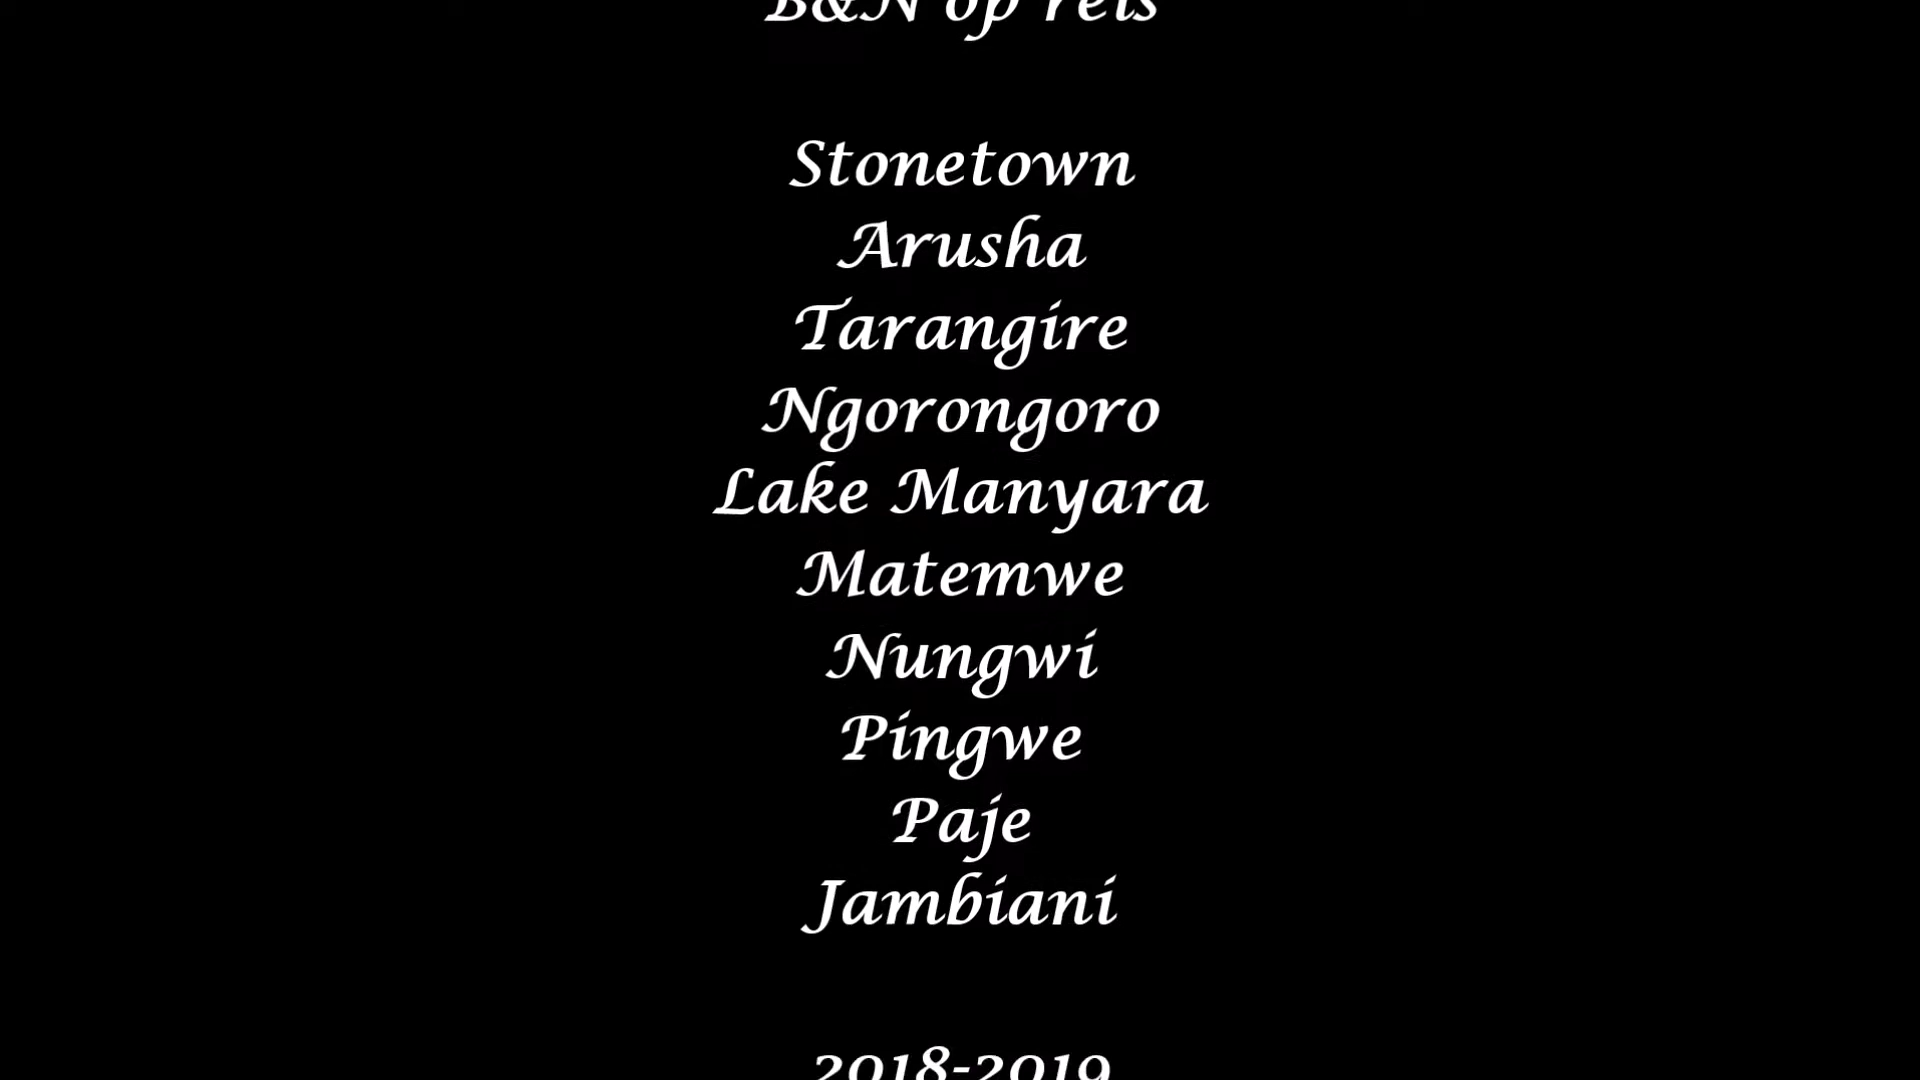 B&N op reis
Stonetown
Arusha
Tarangire
Ngorongoro
Lake Manyara
Matemwe
Nungwi
Pingwe
Paje
Jambiani
2018-2019